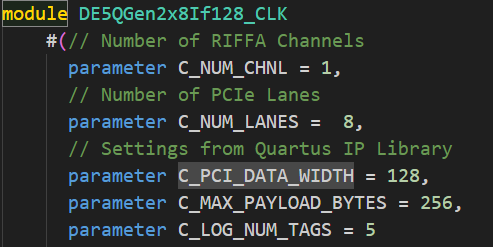 module DE5QGen2x8If128_CLK
#(// Number of RIFFA Channels
parameter C_NUM_CHNL = 1,
// Number of PCIe Lanes
parameter C_NUM_LANES =  8,
// Settings from Quartus IP Library
parameter C_PCI_DATA_WIDTH = 128,
parameter C_MAX_PAYLOAD_BYTES = 256,
parameter C_LOG_NUM_TAGS = 5